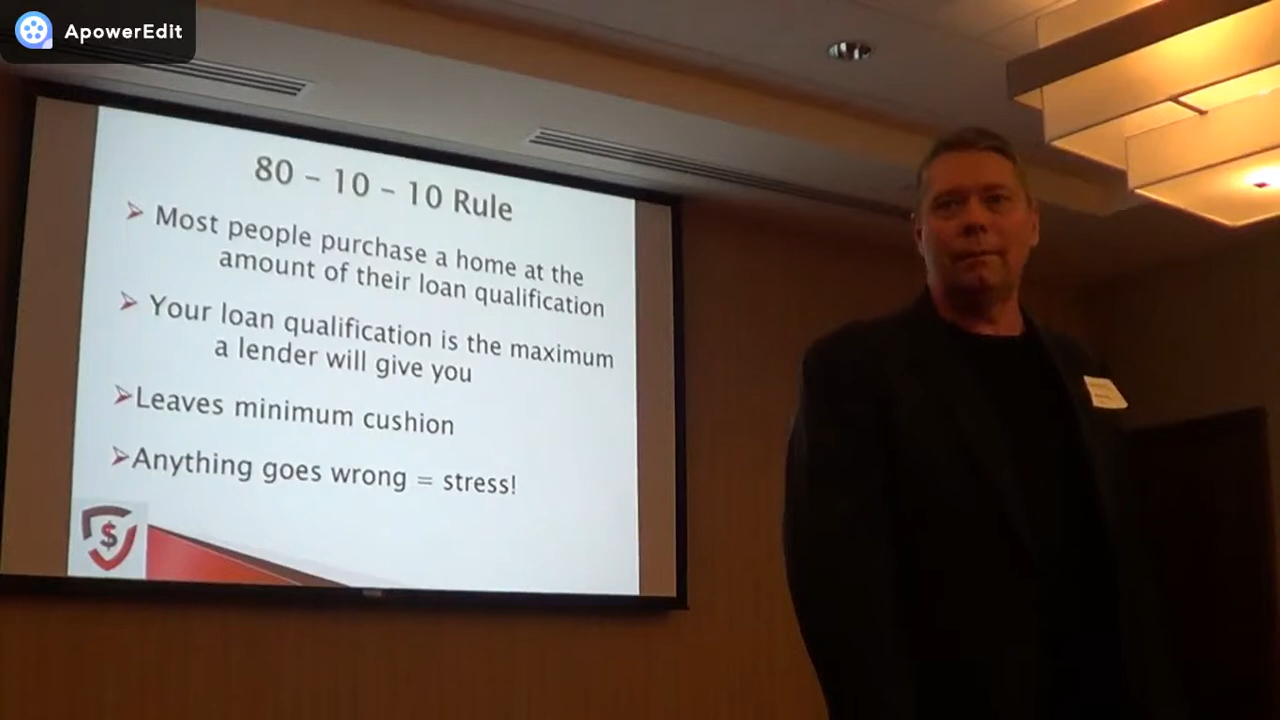 ApowerEdit
80 – 10 – 10 Rule
➢ Most people purchase a home at the
amount of their loan qualification
➢ Your loan qualification is the maximum
a lender will give you
➢Leaves minimum cushion
➢Anything goes wrong = stress!
$